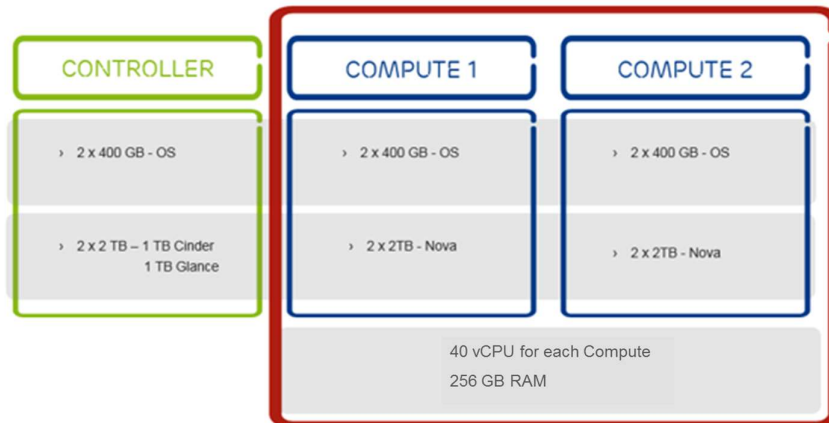 CONTROLLER
COMPUTE 1
COMPUTE 2
› 2 x 400 GB - OS
› 2 x 400 GB - OS
› 2 x 400 GB - OS
› 2 x 2 TB – 1 TB Cinder
1 TB Glance
› 2 x 2TB - Nova
› 2 x 2TB - Nova
40 vCPU for each Compute
256 GB RAM